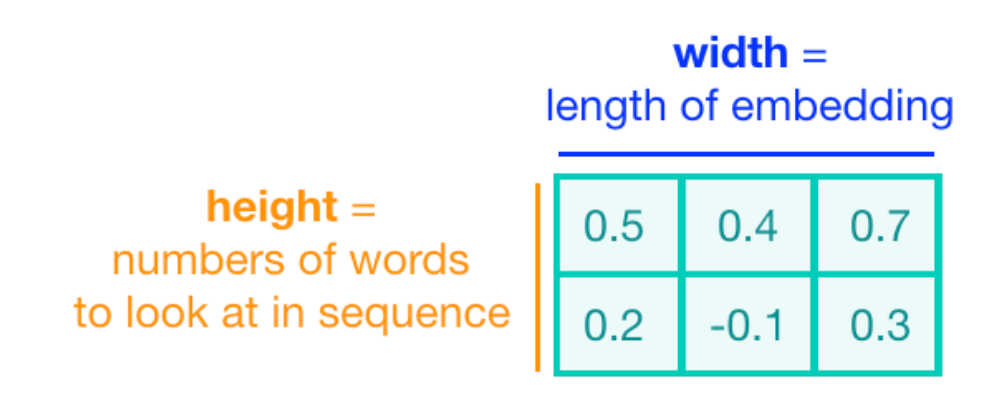 width =
length of embedding
height =
numbers of words
to look at in sequence
0.5 0.4 0.7
0.2 -0.1 0.3